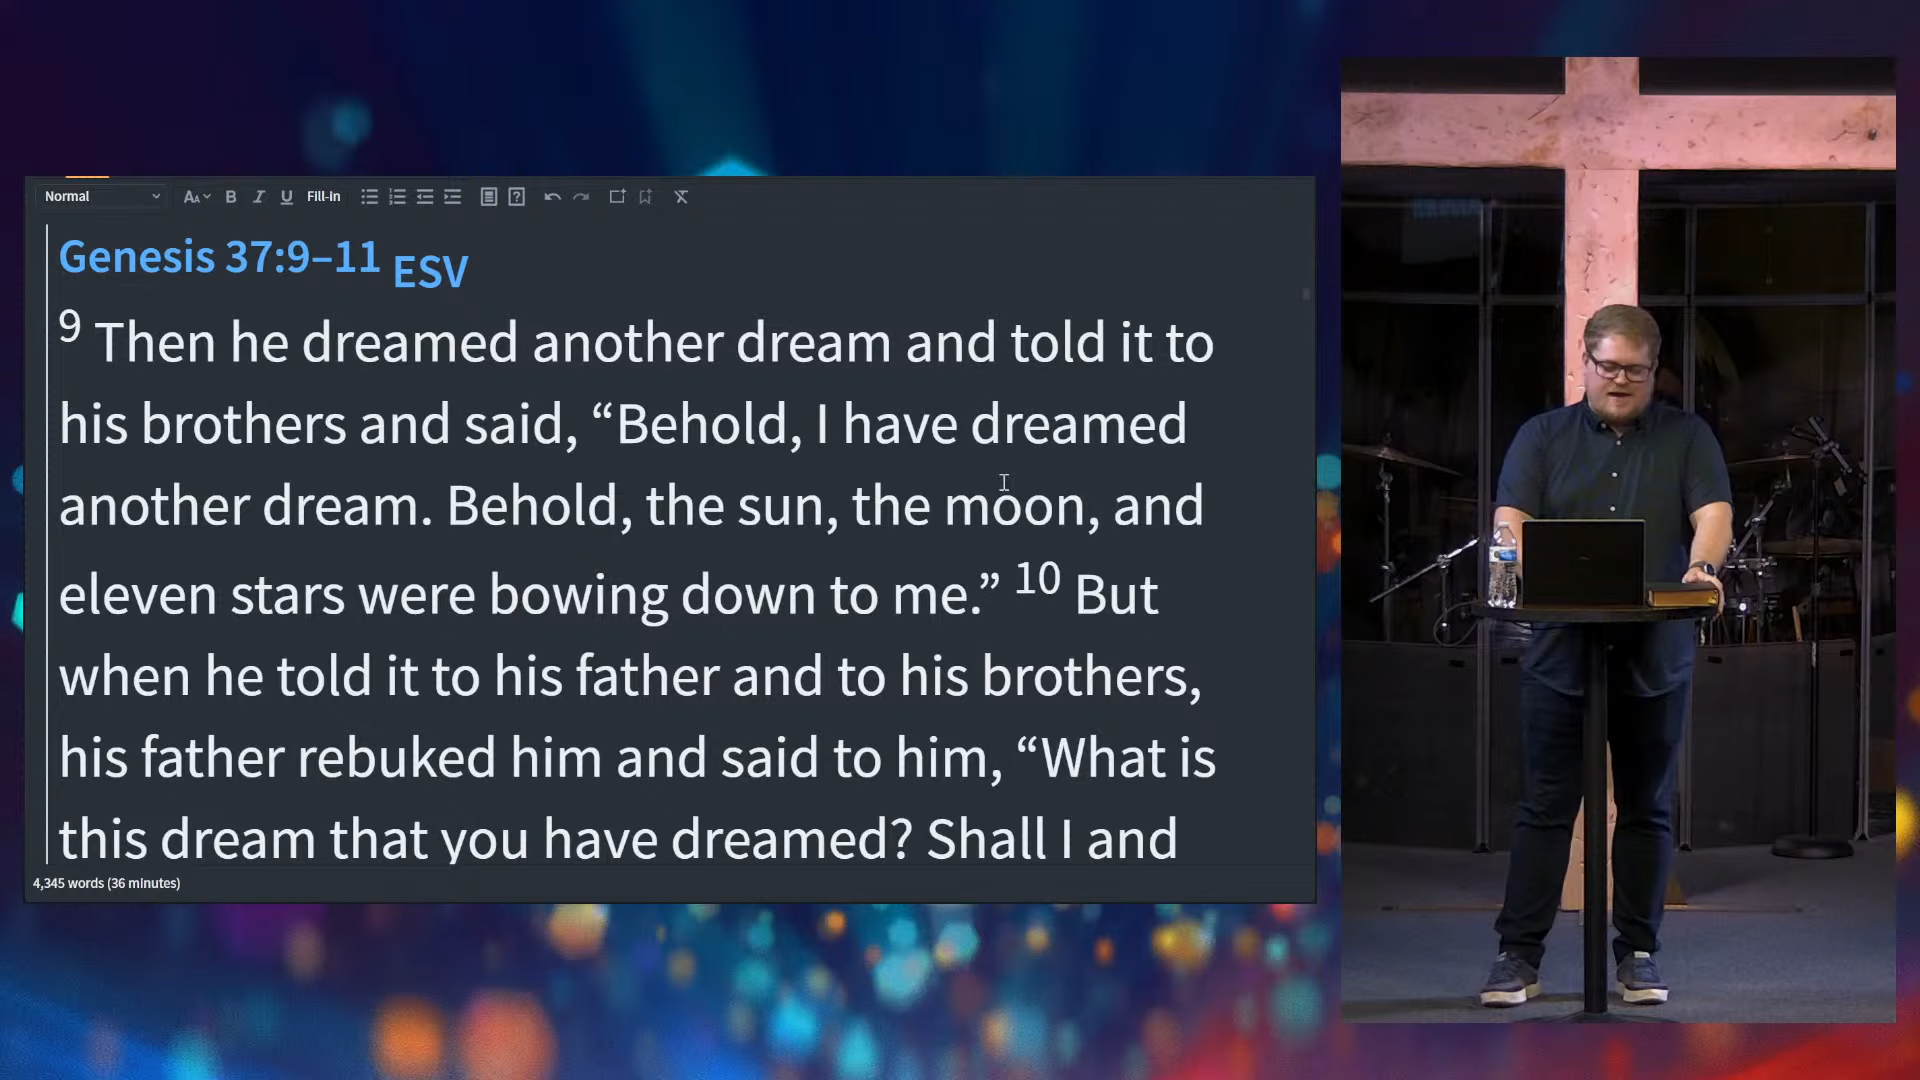 Normal
Fill-in
Genesis 37:9–11 ESV
9 Then he dreamed another dream and told it to
his brothers and said, “Behold, I have dreamed
another dream. Behold, the sun, the moon, and
eleven stars were bowing down to me.” 10 But
when he told it to his father and to his brothers,
his father rebuked him and said to him, “What is
this dream that you have dreamed? Shall I and
4,345 words (36 minutes)